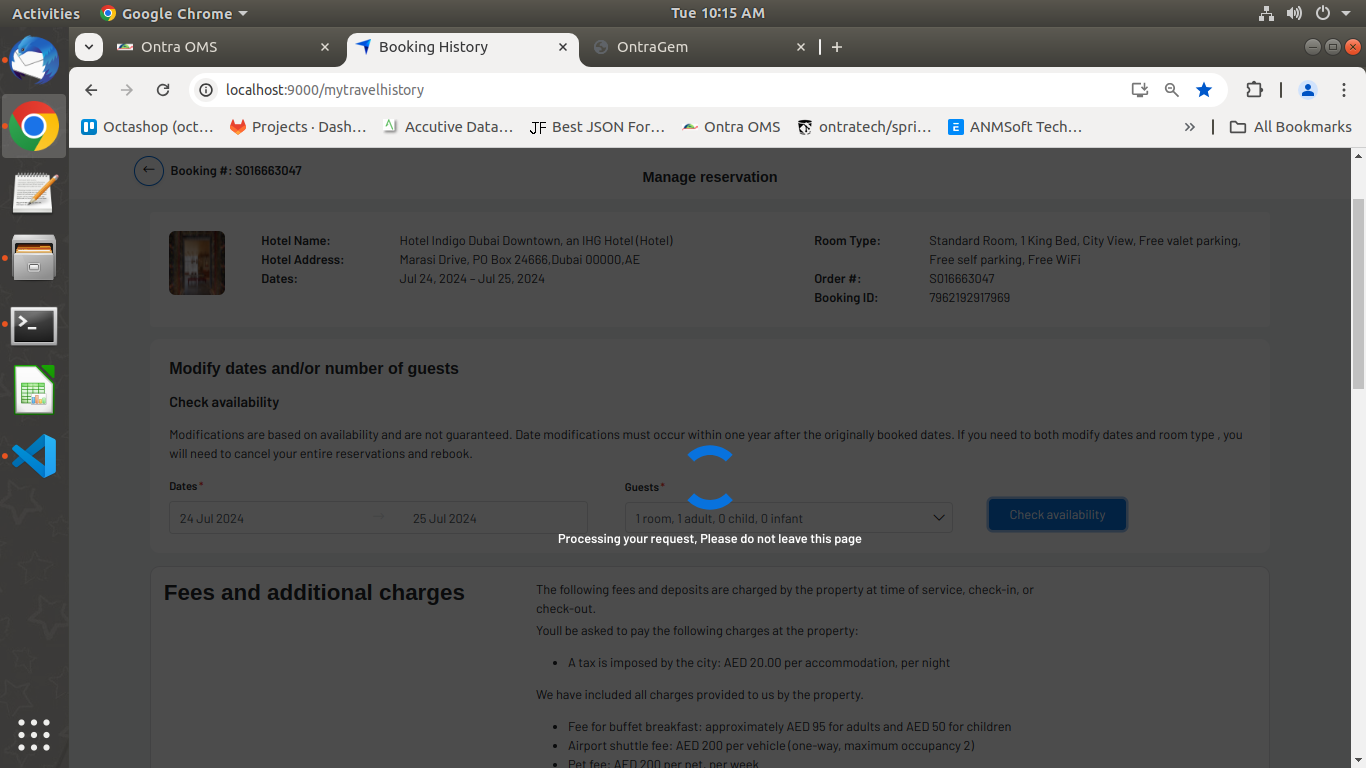 Activities
Google Chrome
Tue 10:15 AM
Ontra OMS
Booking History
OntraGem
localhost:9000/mytravelhistory
Octashop (oct…
Projects · Dash…
Accutive Data…
JF Best JSON For…
Ontra OMS
ontratech/spri…
E ANMSoft Tech…
All Bookmarks
Booking #: S016663047
Manage reservation
Hotel Name: Hotel Indigo Dubai Downtown, an IHG Hotel (Hotel)
Hotel Address: Marasi Drive, PO Box 24666,Dubai 00000,AE
Dates: Jul 24, 2024 – Jul 25, 2024
Room Type: Standard Room, 1 King Bed, City View, Free valet parking,
Free self parking, Free WiFi
Order #: S016663047
Booking ID: 7962192917969
Modify dates and/or number of guests
Check availability
Modifications are based on availability and are not guaranteed. Date modifications must occur within one year after the originally booked dates. If you need to both modify dates and room type , you
will need to cancel your entire reservations and rebook.
Dates*
Guests*
24 Jul 2024
25 Jul 2024
1 room, 1 adult, 0 child, 0 infant
Check availability
Processing your request, Please do not leave this page
Fees and additional charges
The following fees and deposits are charged by the property at time of service, check-in, or
check-out.
Youll be asked to pay the following charges at the property:
• A tax is imposed by the city: AED 20.00 per accommodation, per night
We have included all charges provided to us by the property.
• Fee for buffet breakfast: approximately AED 95 for adults and AED 50 for children
• Airport shuttle fee: AED 200 per vehicle (one-way, maximum occupancy 2)
• Pet fee: AED 200 per pet, per week